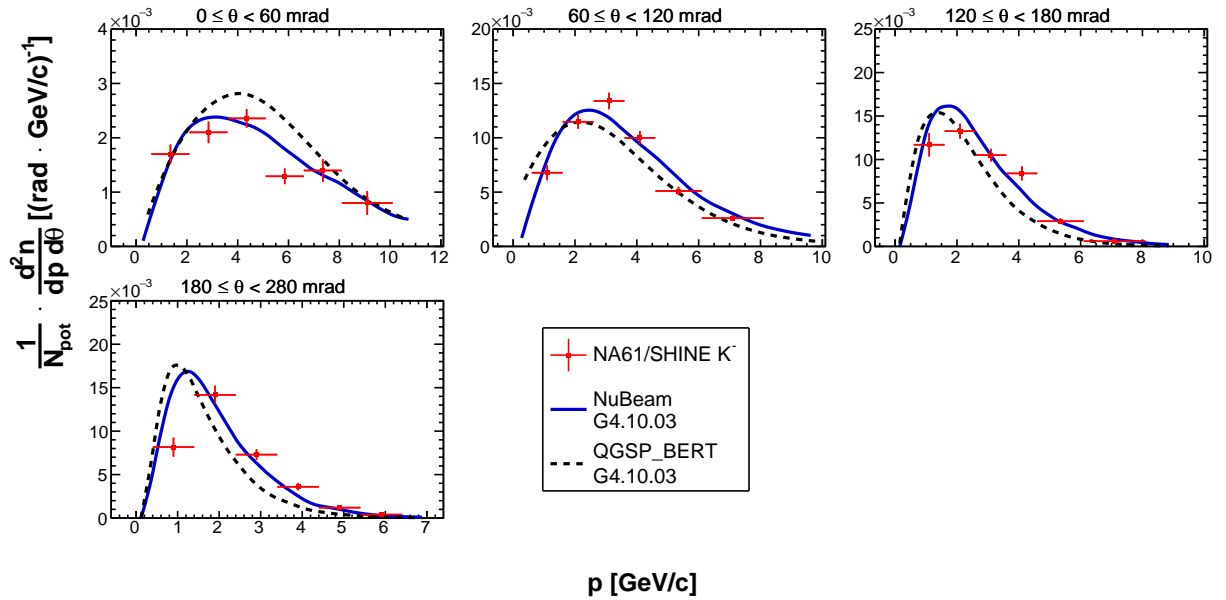 ×10⁻³ 0 ≤ θ < 60 mrad
4
3
2
1
0
0 2 4 6 8 10 12
×10⁻³ 60 ≤ θ < 120 mrad
20
15
10
5
0
0 2 4 6 8 10
×10⁻³ 120 ≤ θ < 180 mrad
25
20
15
10
5
0
0 2 4 6 8 10
×10⁻³ 180 ≤ θ < 280 mrad
25
20
15
10
5
0
0 1 2 3 4 5 6 7
1/N_pot · d²n/dp dθ [(rad · GeV/c)⁻¹]
NA61/SHINE K⁻
NuBeam
G4.10.03
QGSP_BERT
G4.10.03
p [GeV/c]